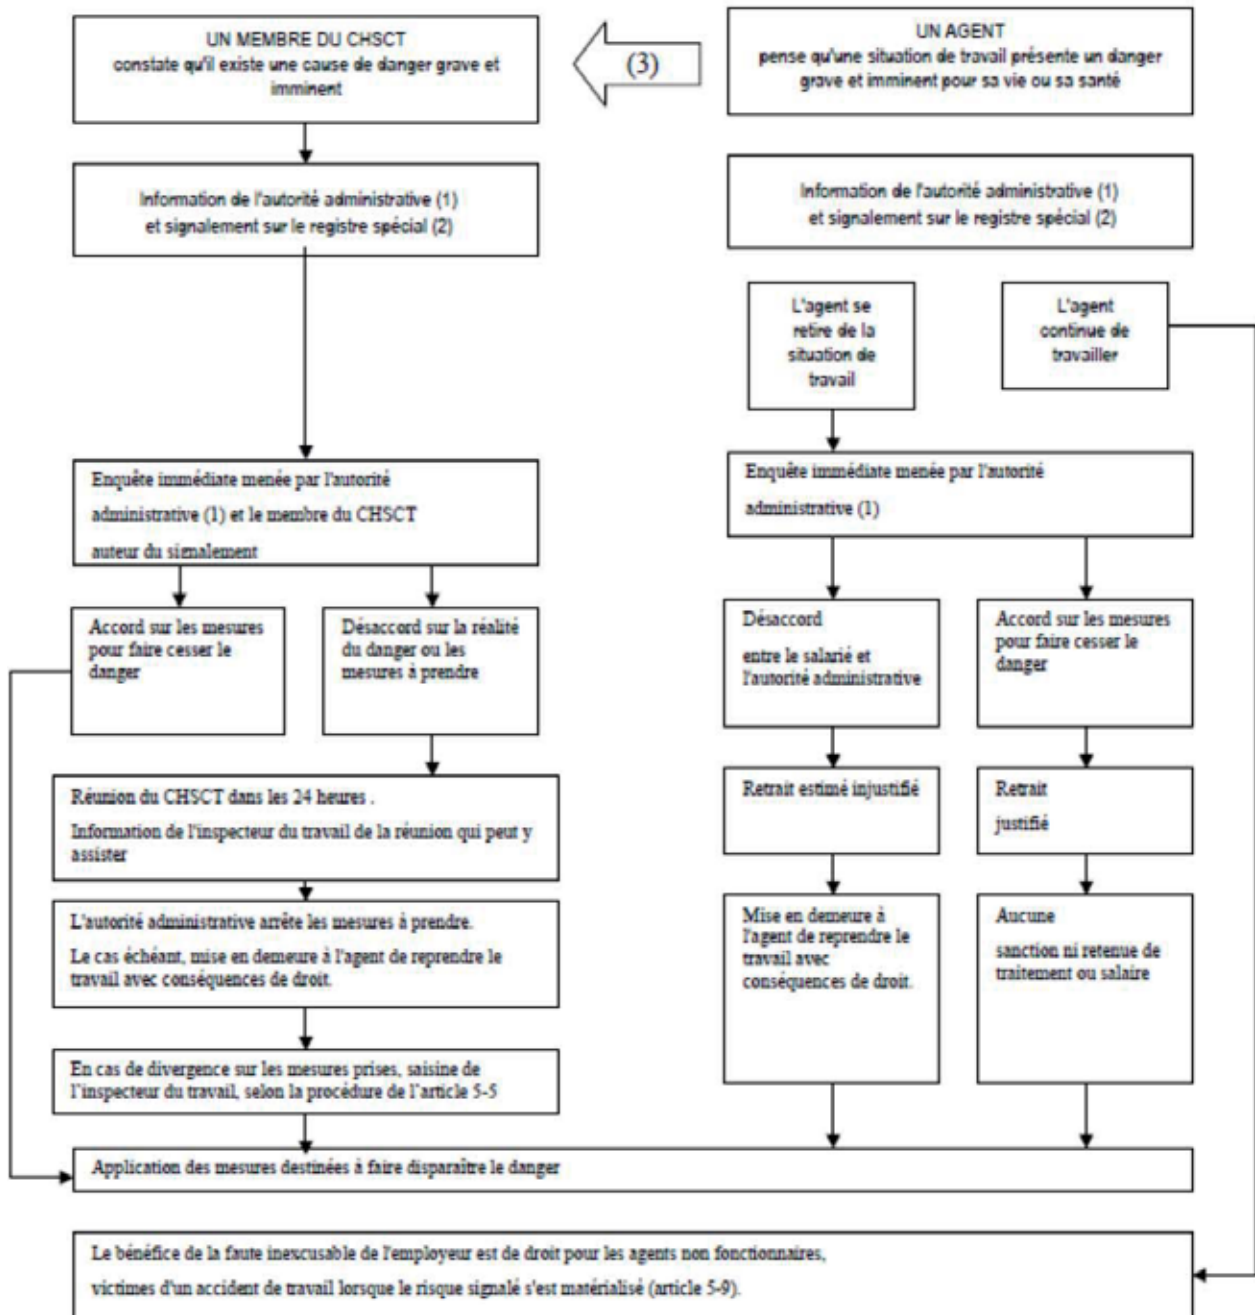 UN MEMBRE DU CHSCT
constate qu'il existe une cause de danger grave et
imminent
(3)
UN AGENT
pense qu'une situation de travail présente un danger
grave et imminent pour sa vie ou sa santé
Information de l'autorité administrative (1)
et signalement sur le registre spécial (2)
Information de l'autorité administrative (1)
et signalement sur le registre spécial (2)
L'agent se
retire de la
situation de
travail
L'agent
continue de
travailler
Enquête immédiate menée par l'autorité
administrative (1) et le membre du CHSCT
auteur du signalement
Enquête immédiate menée par l'autorité
administrative (1)
Accord sur les mesures
pour faire cesser le
danger
Désaccord sur la réalité
du danger ou les
mesures à prendre
Désaccord
entre le salarié et
l'autorité administrative
Accord sur les mesures
pour faire cesser le
danger
Réunion du CHSCT dans les 24 heures .
Information de l'inspecteur du travail de la réunion qui peut y
assister
Retrait estimé injustifié
Retrait
justifié
L'autorité administrative arrête les mesures à prendre.
Le cas échéant, mise en demeure à l'agent de reprendre le
travail avec conséquences de droit.
Mise en demeure à
l'agent de reprendre le
travail avec
conséquences de droit.
Aucune
sanction ni retenue de
traitement ou salaire
En cas de divergence sur les mesures prises, saisine de
l'inspecteur du travail, selon la procédure de l'article 5-5
Application des mesures destinées à faire disparaître le danger
Le bénéfice de la faute inexcusable de l'employeur est de droit pour les agents non fonctionnaires,
victimes d'un accident de travail lorsque le risque signalé s'est matérialisé (article 5-9).